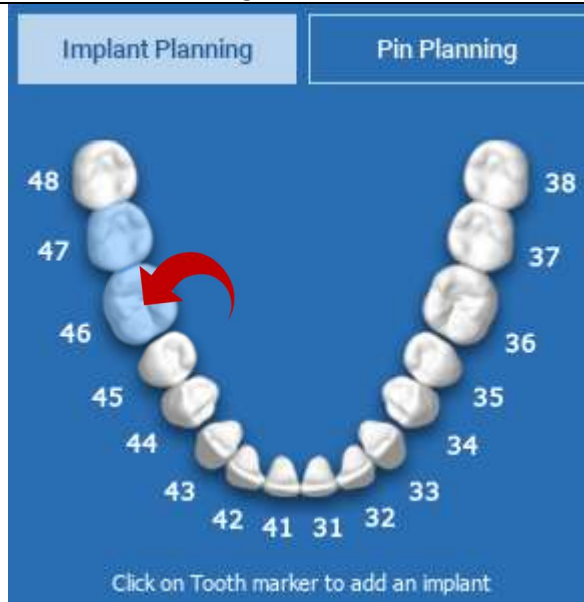 Implant Planning Pin Planning
48 38
47 37
46 36
45 35
44 34
43 33
42 41 31 32
Click on Tooth marker to add an implant